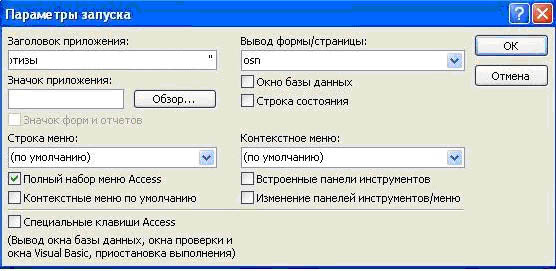 Параметры запуска
Заголовок приложения:
отизы "
Значок приложения:
Обзор...
Значок форм и отчетов
Вывод формы/страницы:
osn
Окно базы данных
Строка состояния
OK
Отмена
Строка меню:
(по умолчанию)
Контекстное меню:
(по умолчанию)
Полный набор меню Access
Контекстные меню по умолчанию
Встроенные панели инструментов
Изменение панелей инструментов/меню
Специальные клавиши Access
(Вывод окна базы данных, окна проверки и
окна Visual Basic, приостановка выполнения)